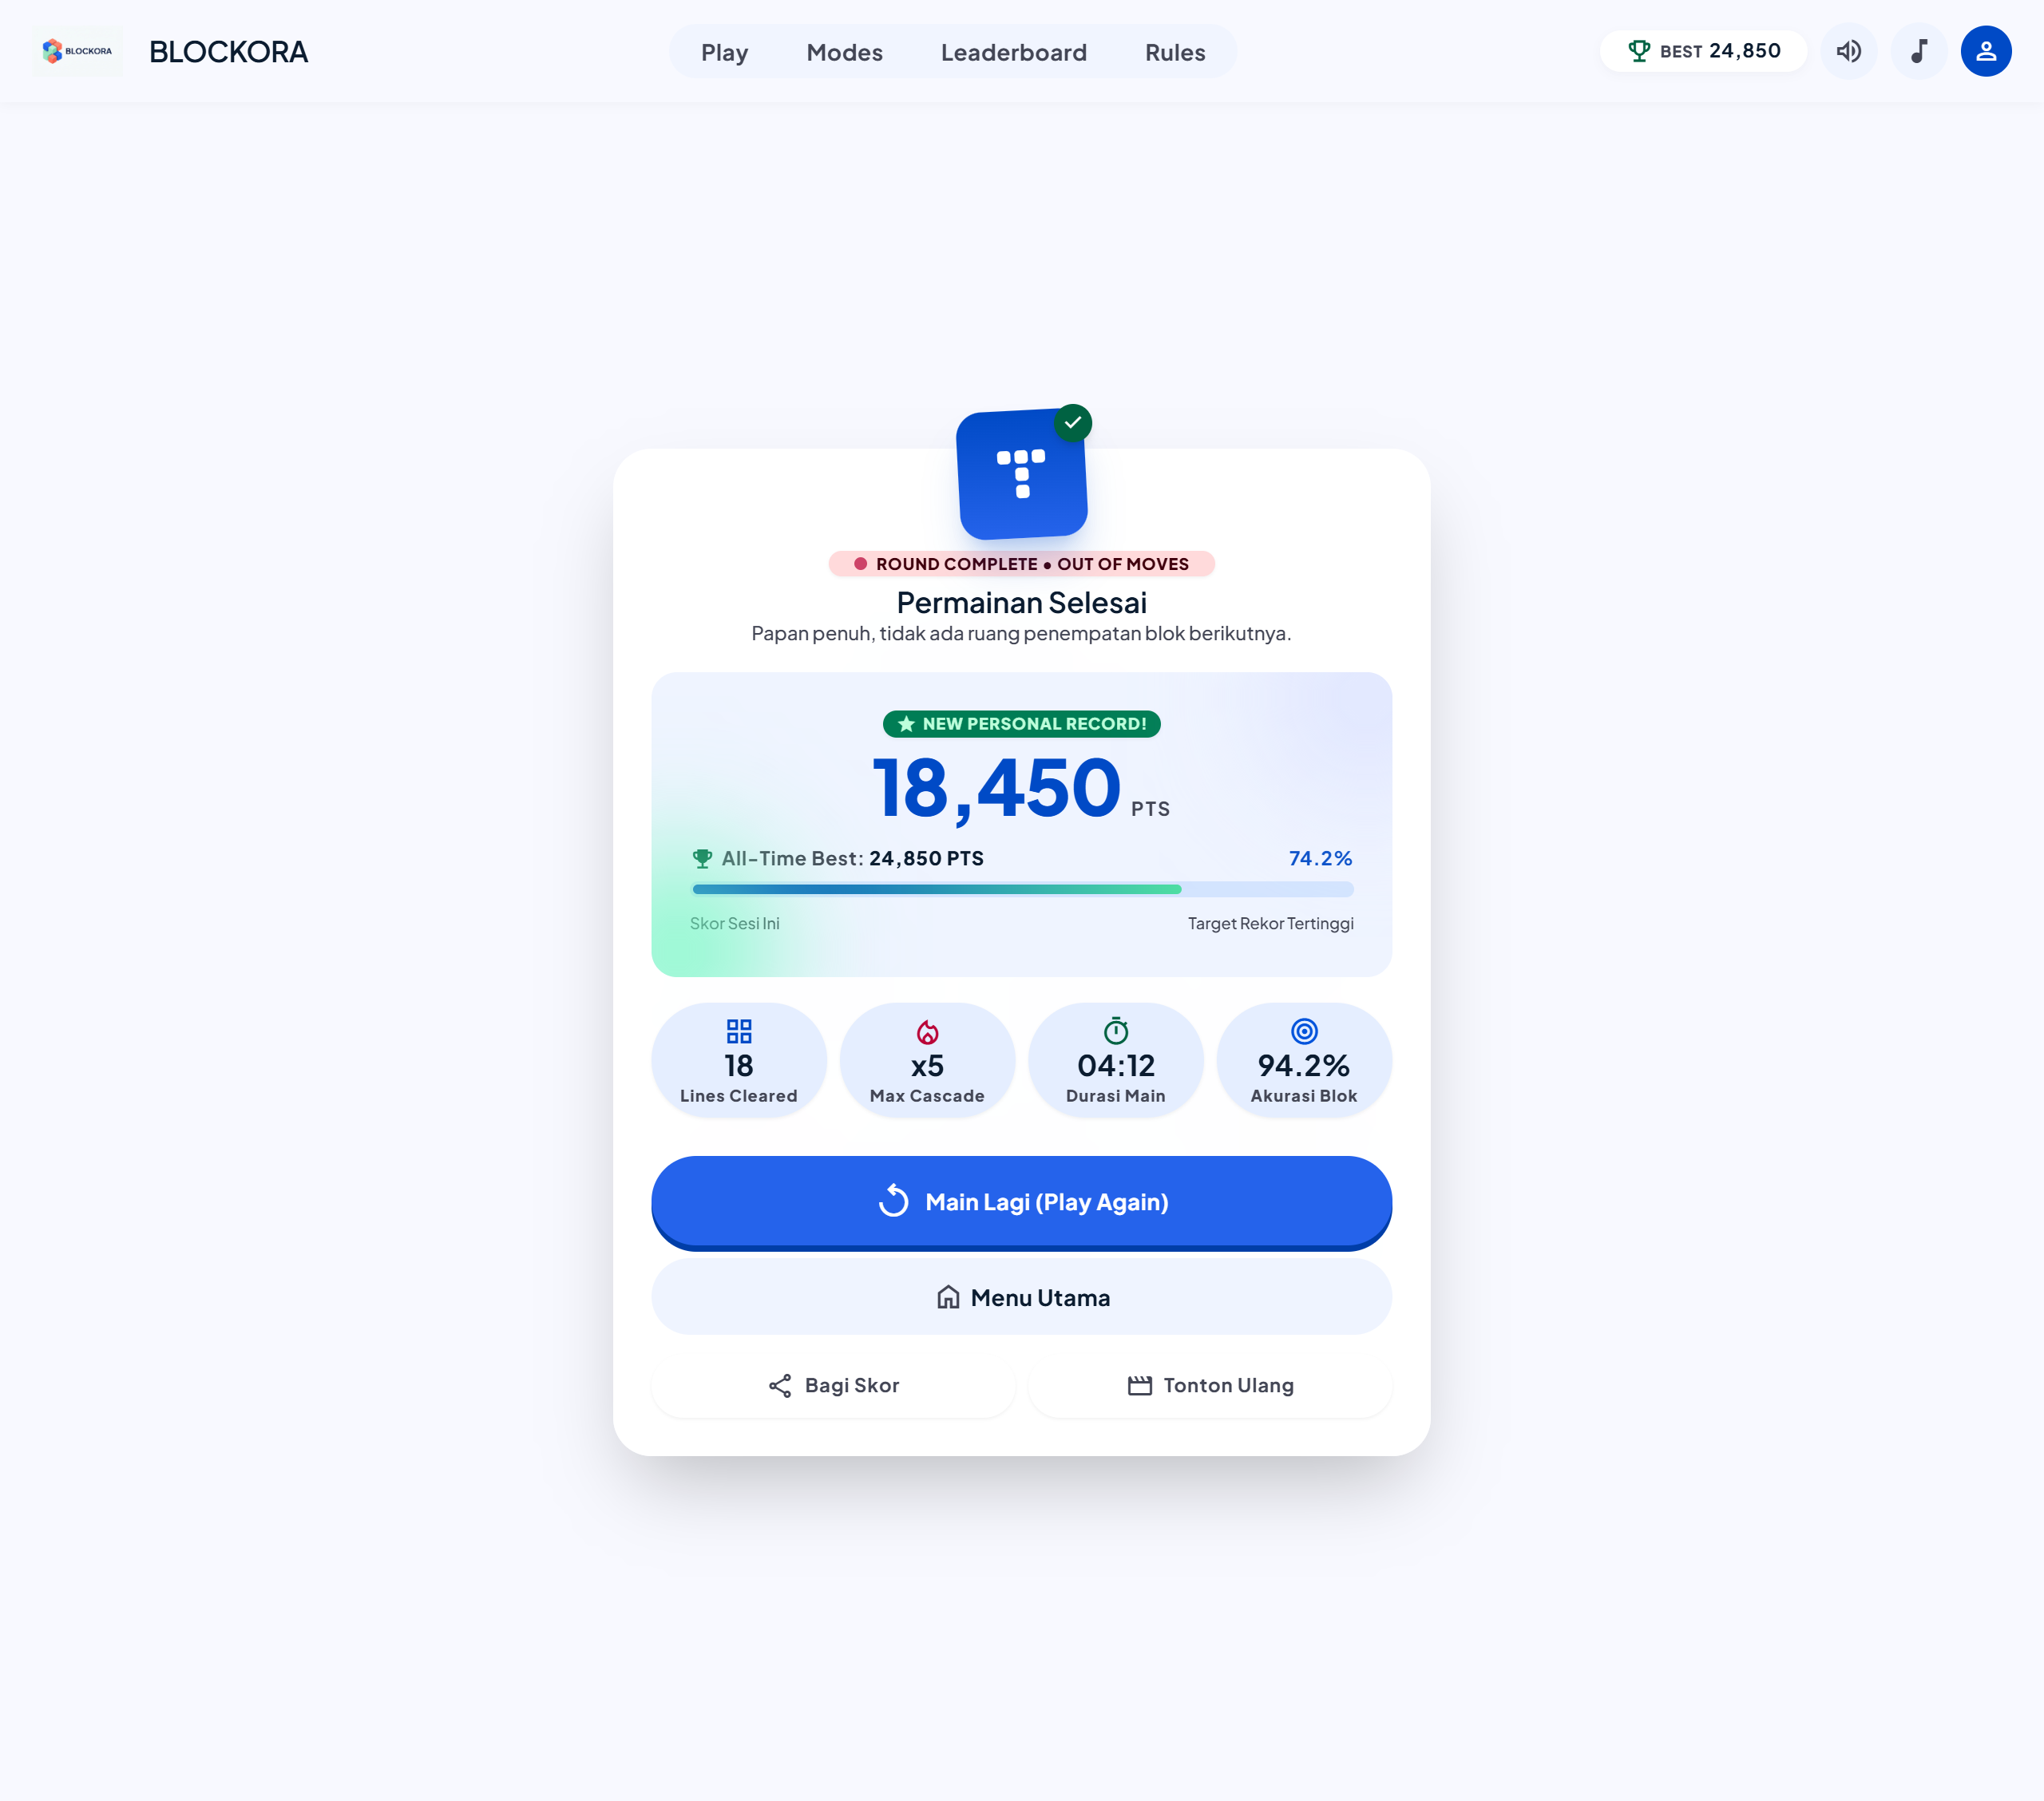 BLOCKORA
BLOCKORA
Play Modes Leaderboard Rules
BEST 24,850
ROUND COMPLETE • OUT OF MOVES
Permainan Selesai
Papan penuh, tidak ada ruang penempatan blok berikutnya.
NEW PERSONAL RECORD!
18,450 PTS
All-Time Best: 24,850 PTS 74.2%
Skor Sesi Ini Target Rekor Tertinggi
18 x5 04:12 94.2%
Lines Cleared Max Cascade Durasi Main Akurasi Blok
Main Lagi (Play Again)
Menu Utama
Bagi Skor Tonton Ulang